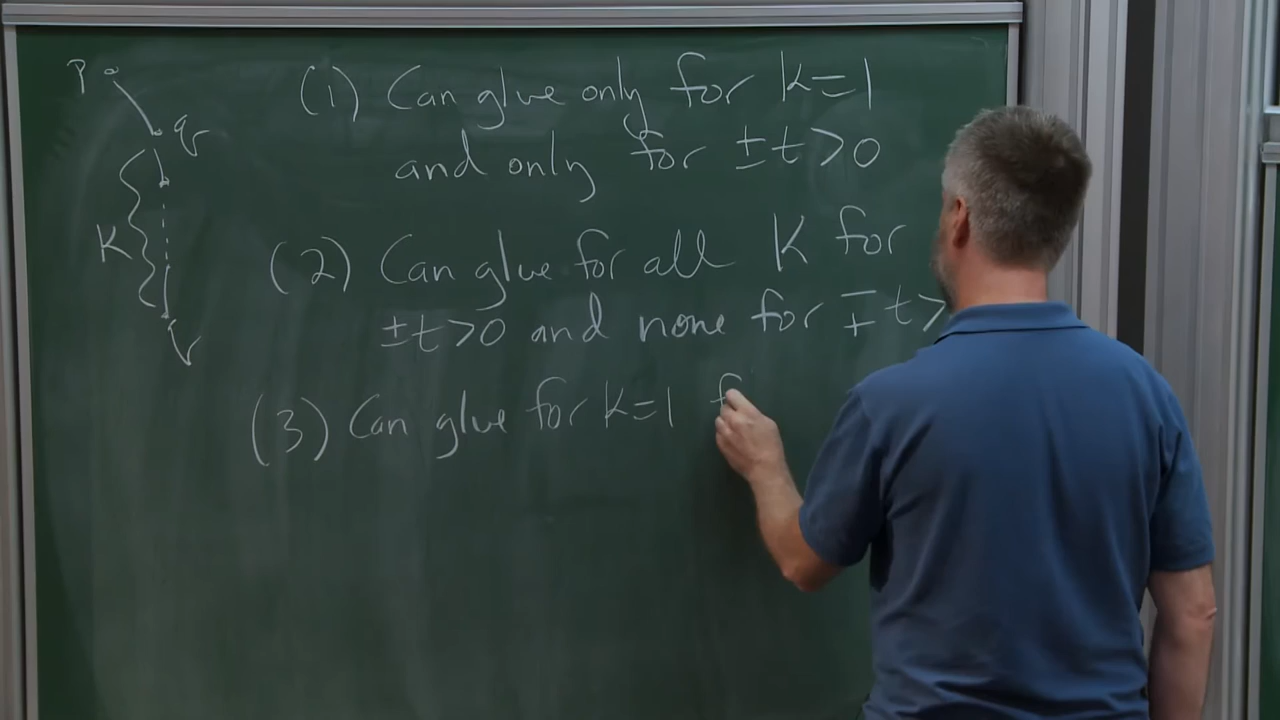 P
q
K
(1) Can glue only for k=1
and only for ±t>0
(2) Can glue for all K for
±t>0 and none for ∓t>
(3) Can glue for k=1 f